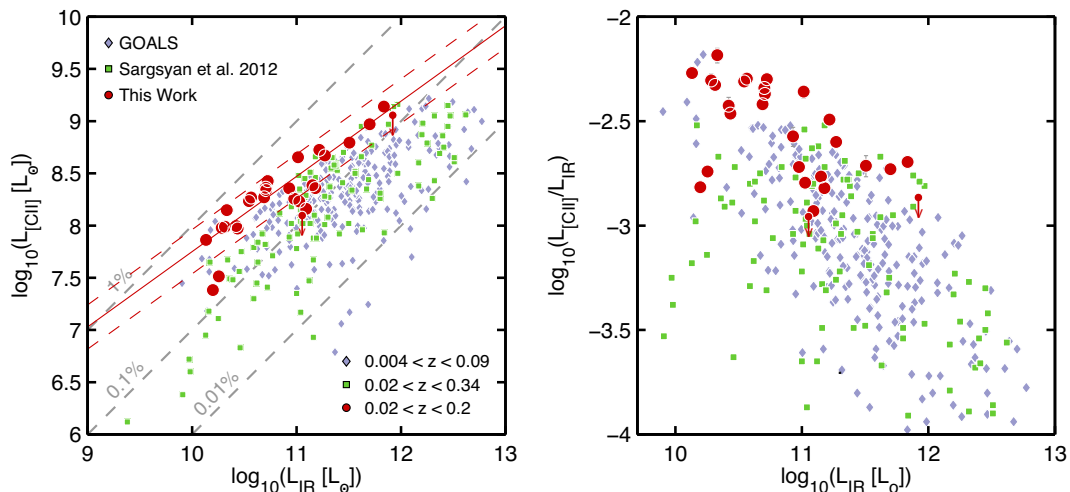 GOALS
Sargsyan et al. 2012
This Work
1%
0.1%
0.01%
0.004 < z < 0.09
0.02 < z < 0.34
0.02 < z < 0.2
10
9.5
9
8.5
8
7.5
7
6.5
6
9 10 11 12 13
log10(L[CII] [L⊙])
log10(LIR [L⊙])
−2
−2.5
−3
−3.5
−4
10 11 12 13
log10(L[CII]/LIR)
log10(LIR [Lo])